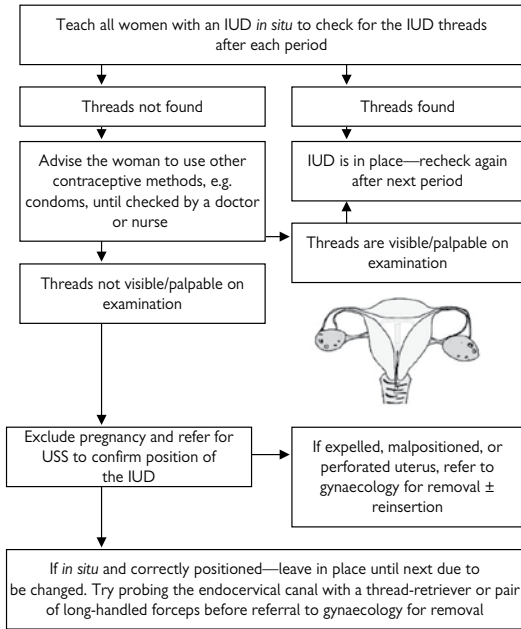 Teach all women with an IUD in situ to check for the IUD threads
after each period
Threads not found
Threads found
Advise the woman to use other
contraceptive methods, e.g.
condoms, until checked by a doctor
or nurse
IUD is in place—recheck again
after next period
Threads are visible/palpable on
examination
Threads not visible/palpable on
examination
Exclude pregnancy and refer for
USS to confirm position of
the IUD
If expelled, malpositioned, or
perforated uterus, refer to
gynaecology for removal ±
reinsertion
If in situ and correctly positioned—leave in place until next due to
be changed. Try probing the endocervical canal with a thread-retriever or pair
of long-handled forceps before referral to gynaecology for removal